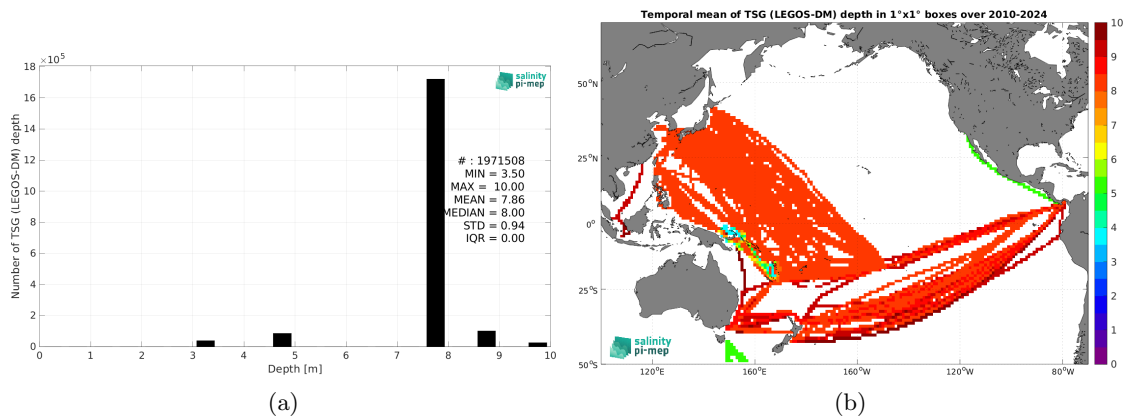 ×10⁵
18
16
14
12
10
8
6
4
2
0
Number of TSG (LEGOS-DM) depth
salinity
pi-mep
# : 1971508
MIN = 3.50
MAX = 10.00
MEAN = 7.86
MEDIAN = 8.00
STD = 0.94
IQR = 0.00
0 1 2 3 4 5 6 7 8 9 10
Depth [m]
(a)
Temporal mean of TSG (LEGOS-DM) depth in 1°x1° boxes over 2010-2024
50°N
25°N
0°
25°S
50°S
120°E 160°E 160°W 120°W 80°W
salinity
pi-mep
10
9
8
7
6
5
4
3
2
1
0
(b)